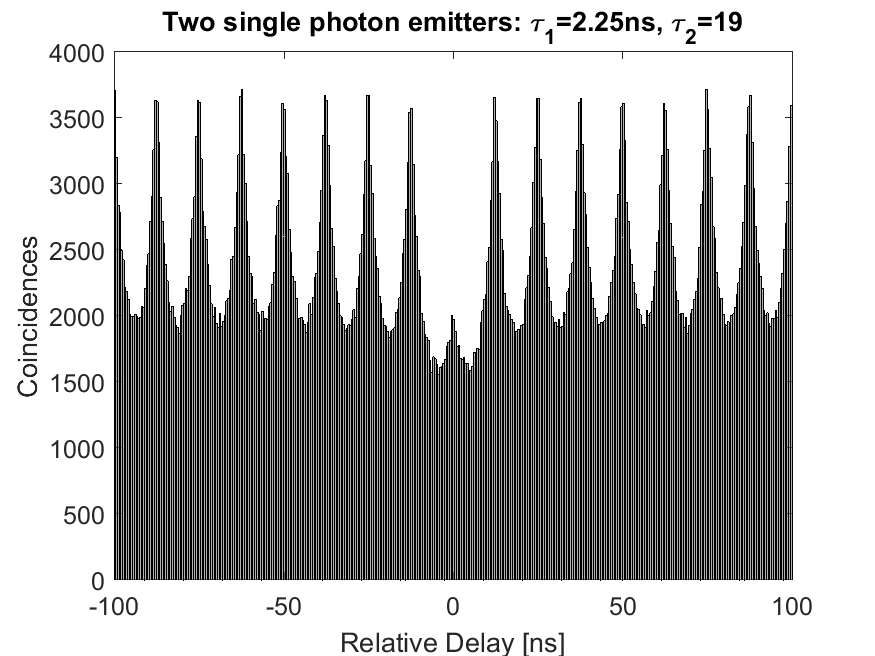 Two single photon emitters: τ1=2.25ns, τ2=19
4000
3500
3000
2500
2000
1500
1000
500
0
Coincidences
-100 -50 0 50 100
Relative Delay [ns]